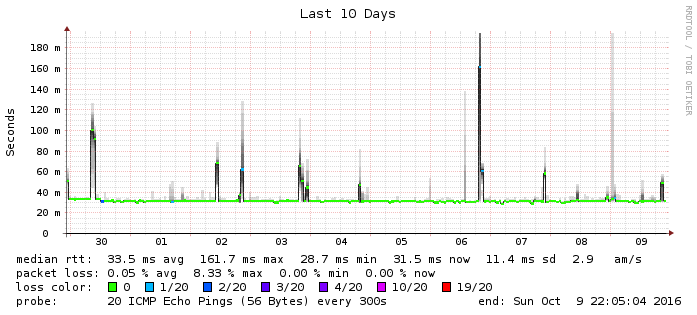 Last 10 Days
RRDTOOL / TOBI OETIKER
Seconds
180 m
160 m
140 m
120 m
100 m
80 m
60 m
40 m
20 m
0
30 01 02 03 04 05 06 07 08 09
median rtt: 33.5 ms avg 161.7 ms max 28.7 ms min 31.5 ms now 11.4 ms sd 2.9 am/s
packet loss: 0.05 % avg 8.33 % max 0.00 % min 0.00 % now
loss color: 0 1/20 2/20 3/20 4/20 10/20 19/20
probe: 20 ICMP Echo Pings (56 Bytes) every 300s end: Sun Oct 9 22:05:04 2016